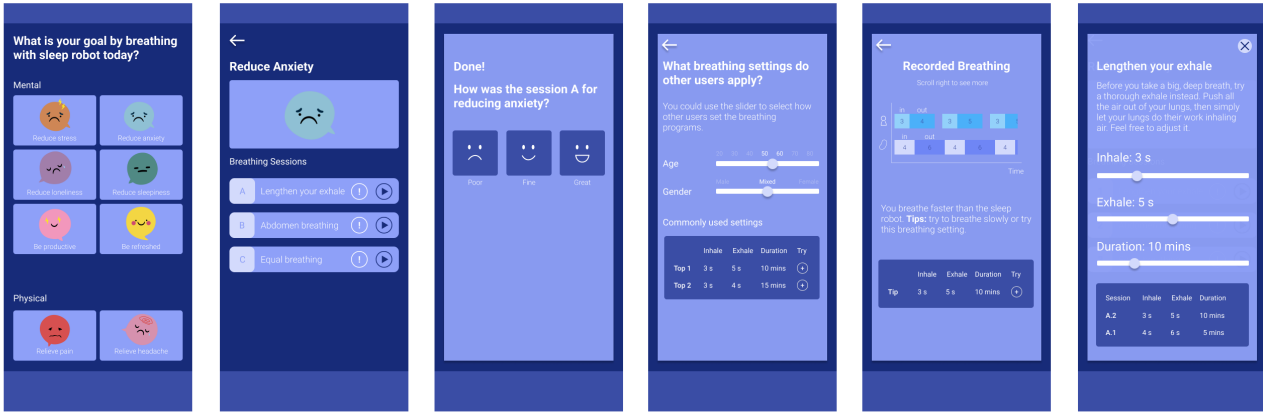 What is your goal by breathing
with sleep robot today?
Mental
Reduce stress
Reduce anxiety
Reduce loneliness
Reduce sleepiness
Be productive
Be refreshed
Physical
Relieve pain
Relieve headache
Reduce Anxiety
Breathing Sessions
A Lengthen your exhale !
B Abdomen breathing !
C Equal breathing !
Done!
How was the session A for
reducing anxiety?
Poor Fine Great
What breathing settings do
other users apply?
You could use the slider to select how
other users set the breathing
programs.
20 30 40 50 60 70 80
Age
Male Mixed Female
Gender
Commonly used settings
Inhale Exhale Duration Try
Top 1 3 s 5 s 10 mins +
Top 2 3 s 4 s 15 mins +
Recorded Breathing
Scroll right to see more
in out
3 4 3 6 3
in out
4 6 4 6 4
Time
You breathe faster than the sleep
robot. Tips: try to breathe slowly or try
this breathing setting.
Inhale Exhale Duration Try
Tip 3 s 5 s 10 mins +
Lengthen your exhale
Before you take a big, deep breath, try
a thorough exhale instead. Push all
the air out of your lungs, then simply
let your lungs do their work inhaling
air. Feel free to adjust it.
Inhale: 3 s
Exhale: 5 s
Duration: 10 mins
Session Inhale Exhale Duration
A.2 3 s 5 s 10 mins
A.1 4 s 6 s 5 mins